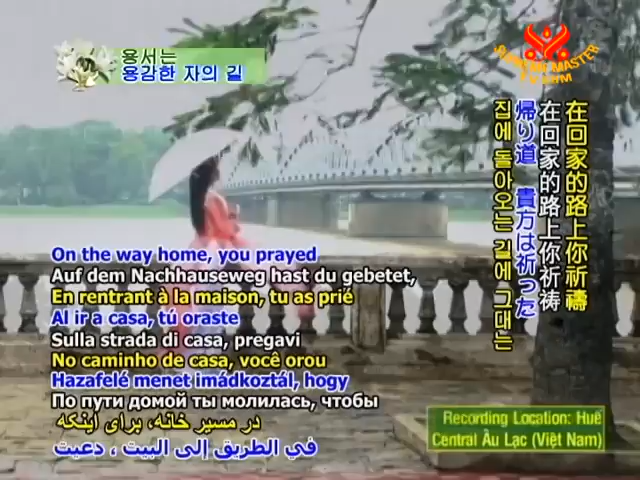 용서는
용감한 자의 길
SUPREME MASTER
TV
在回家的路上你祈禱
在回家的路上你祈祷
帰り道 貴方は祈った
집에 돌아오는 길에 그대는
On the way home, you prayed
Auf dem Nachhauseweg hast du gebetet,
En rentrant à la maison, tu as prié
Al ir a casa, tú oraste
Sulla strada di casa, pregavi
No caminho de casa, você orou
Hazafelé menet imádkoztál, hogy
По пути домой ты молилась, чтобы
در مسیر خانه، برای اینکه
في الطريق إلى البيت ، دعيت
Recording Location: Huế
Central Âu Lạc (Việt Nam)